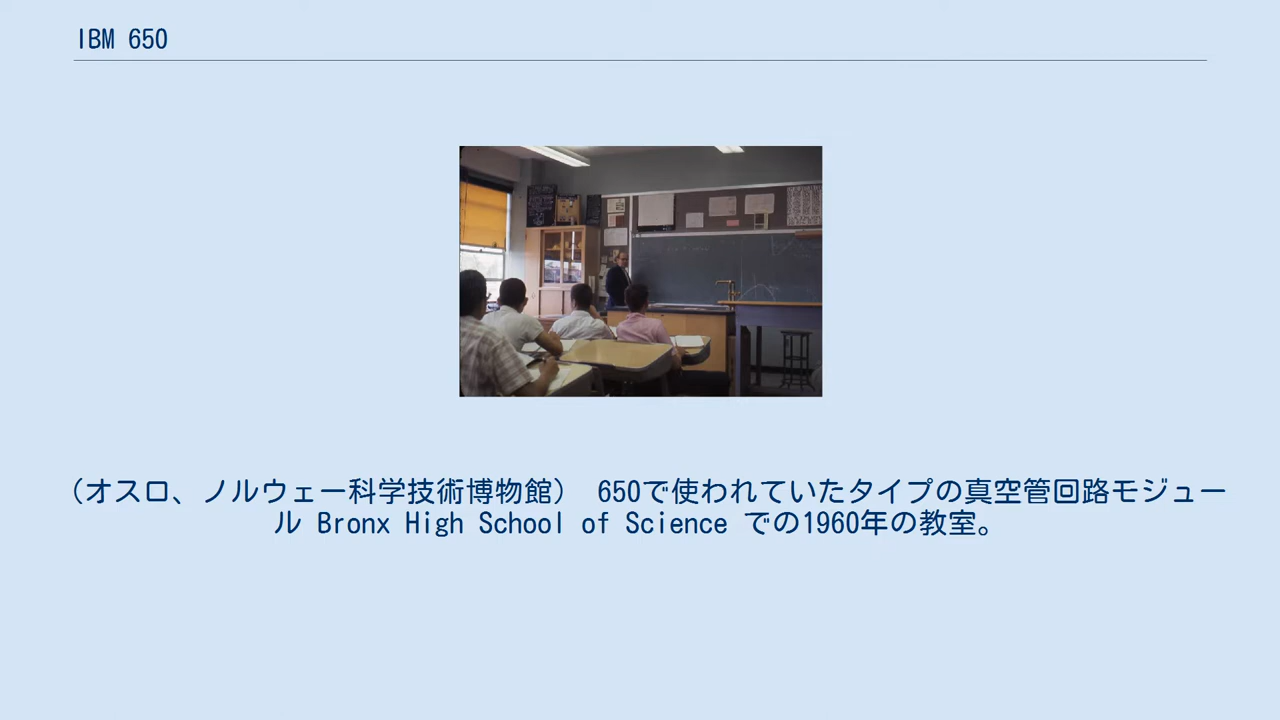 IBM 650
（オスロ、ノルウェー科学技術博物館） 650で使われていたタイプの真空管回路モジュー
ル Bronx High School of Science での1960年の教室。